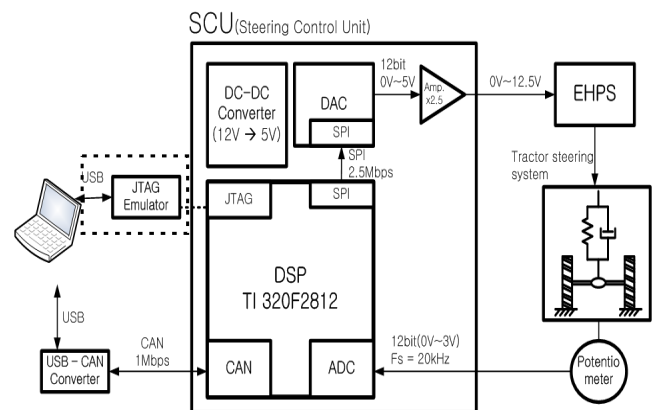 SCU(Steering Control Unit)
DC-DC
Converter
(12V → 5V)
DAC
SPI
12bit
0V~5V
Amp.
x2.5
0V~12.5V
EHPS
SPI
2.5Mbps
Tractor steering
system
USB
JTAG
Emulator
JTAG
SPI
DSP
TI 320F2812
USB
CAN
1Mbps
USB - CAN
Converter
CAN
ADC
12bit(0V~3V)
Fs = 20kHz
Potentio
meter